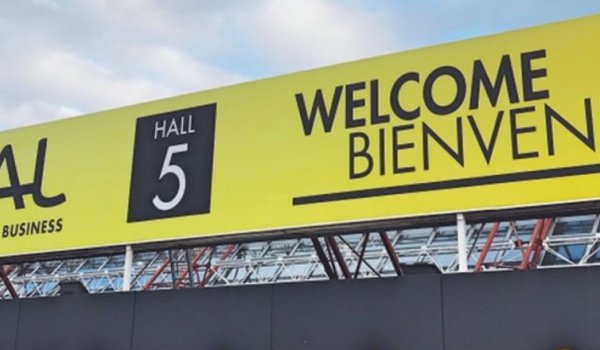 AL
BUSINESS
HALL
5
WELCOME
BIENVEN